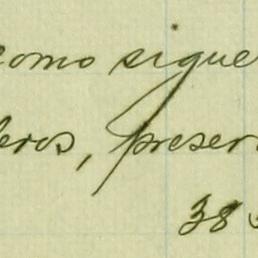 como sigue
eros, preser
38